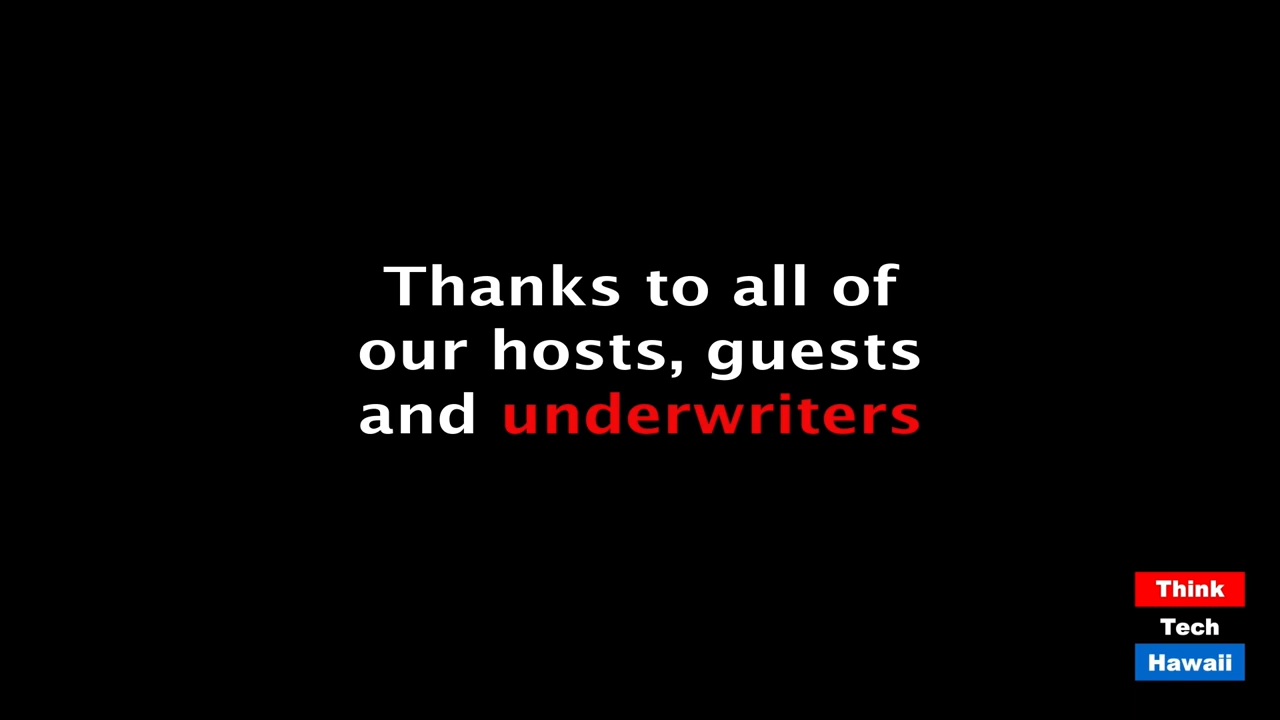 Thanks to all of
our hosts, guests
and underwriters
Think
Tech
Hawaii